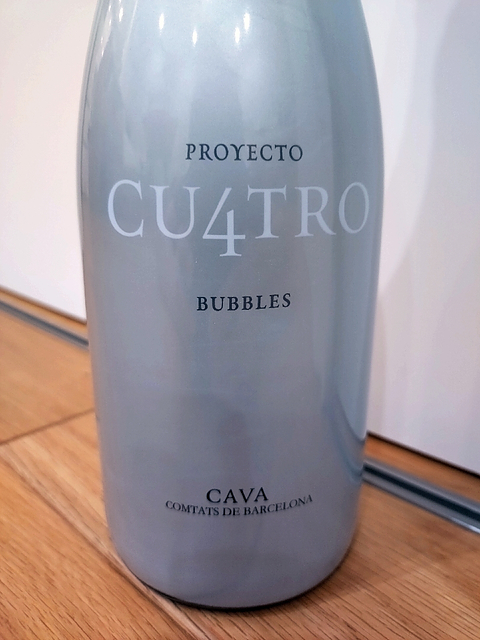 PROYECTO
CU4TRO
BUBBLES
CAVA
COMTATS DE BARCELONA